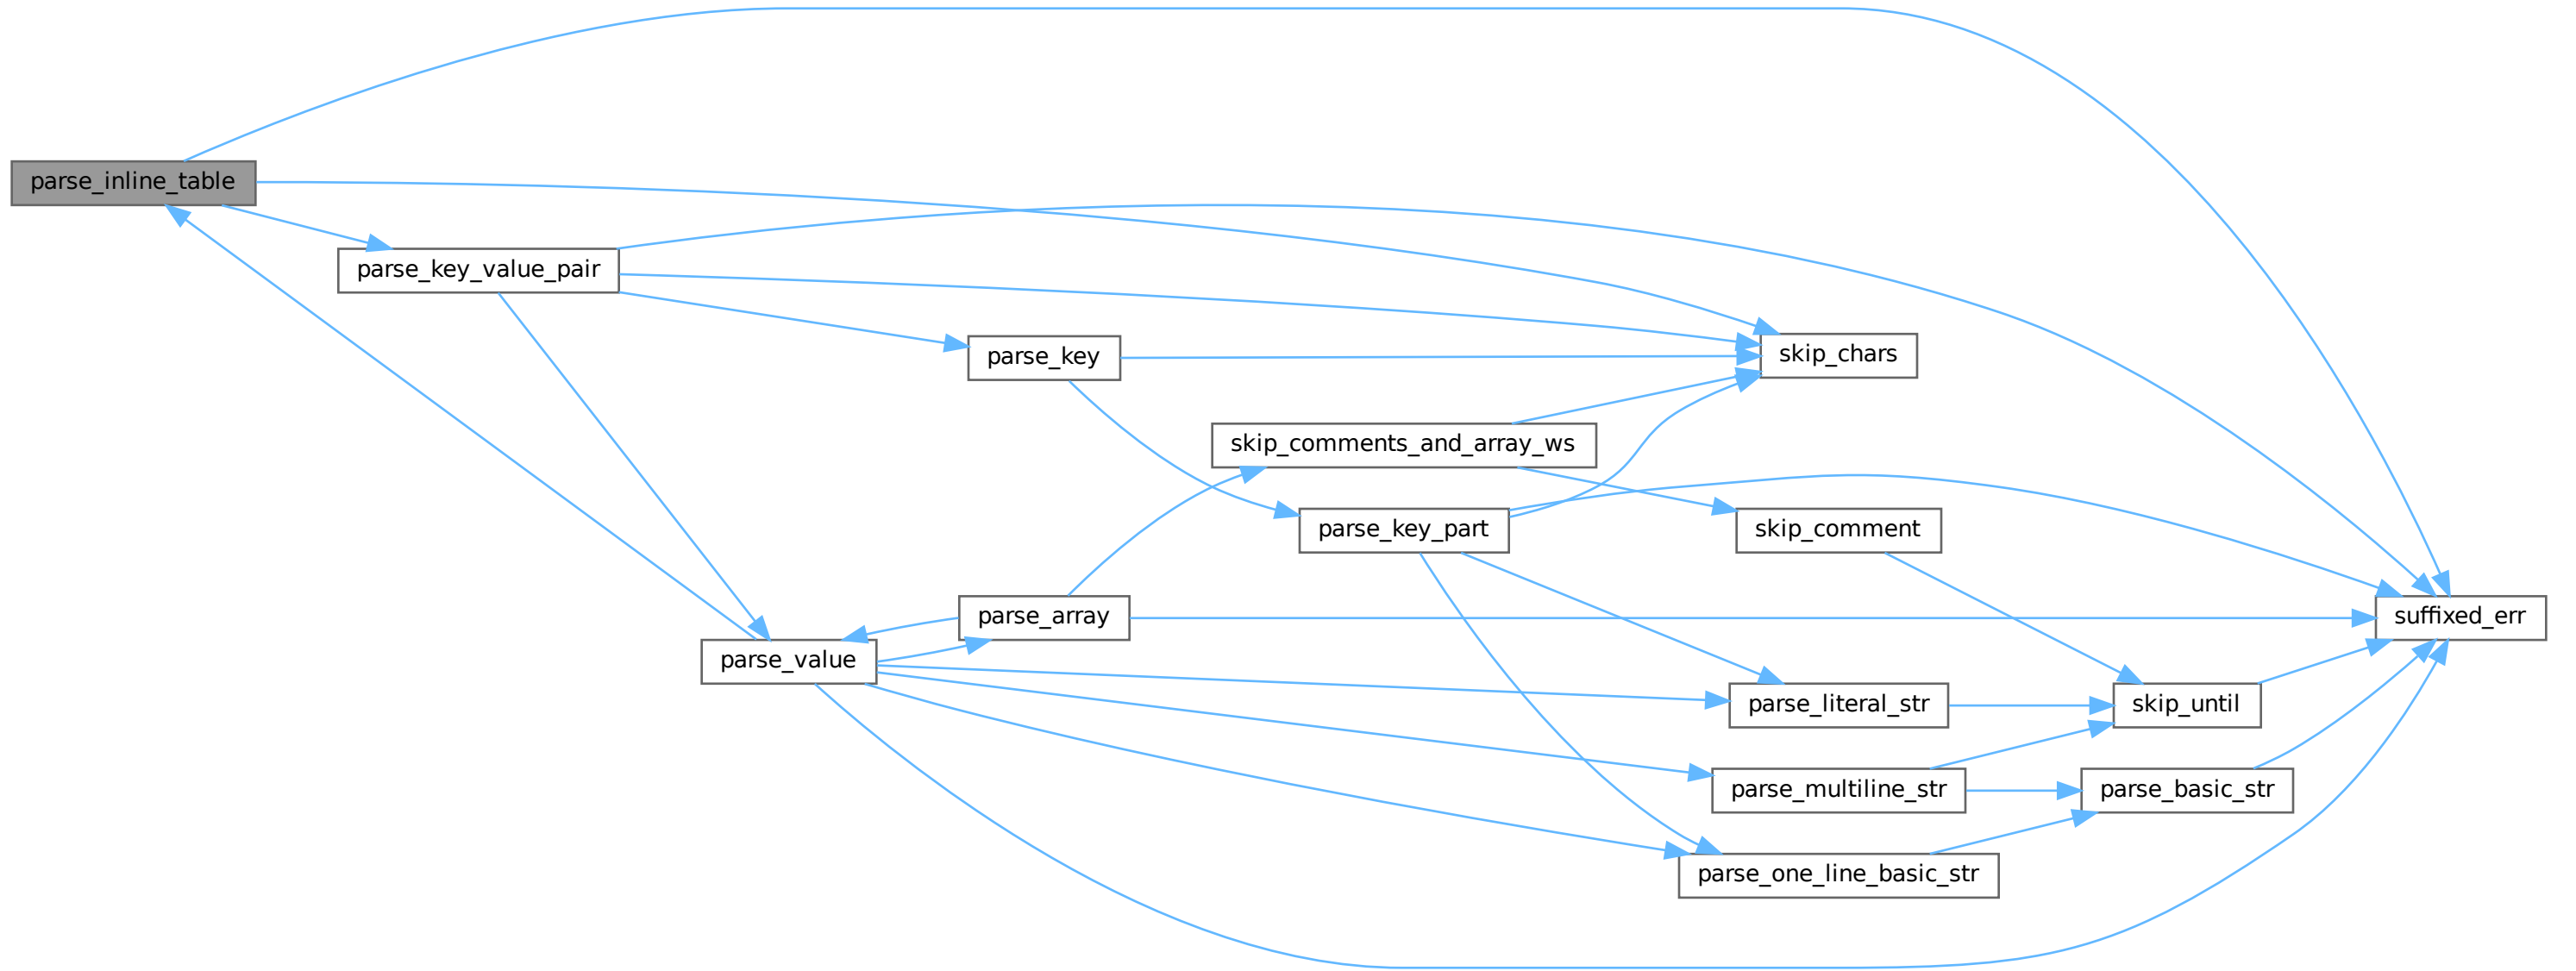 parse_inline_table
parse_key_value_pair
parse_key
skip_chars
skip_comments_and_array_ws
parse_key_part
skip_comment
parse_array
suffixed_err
parse_value
parse_literal_str
skip_until
parse_multiline_str
parse_basic_str
parse_one_line_basic_str